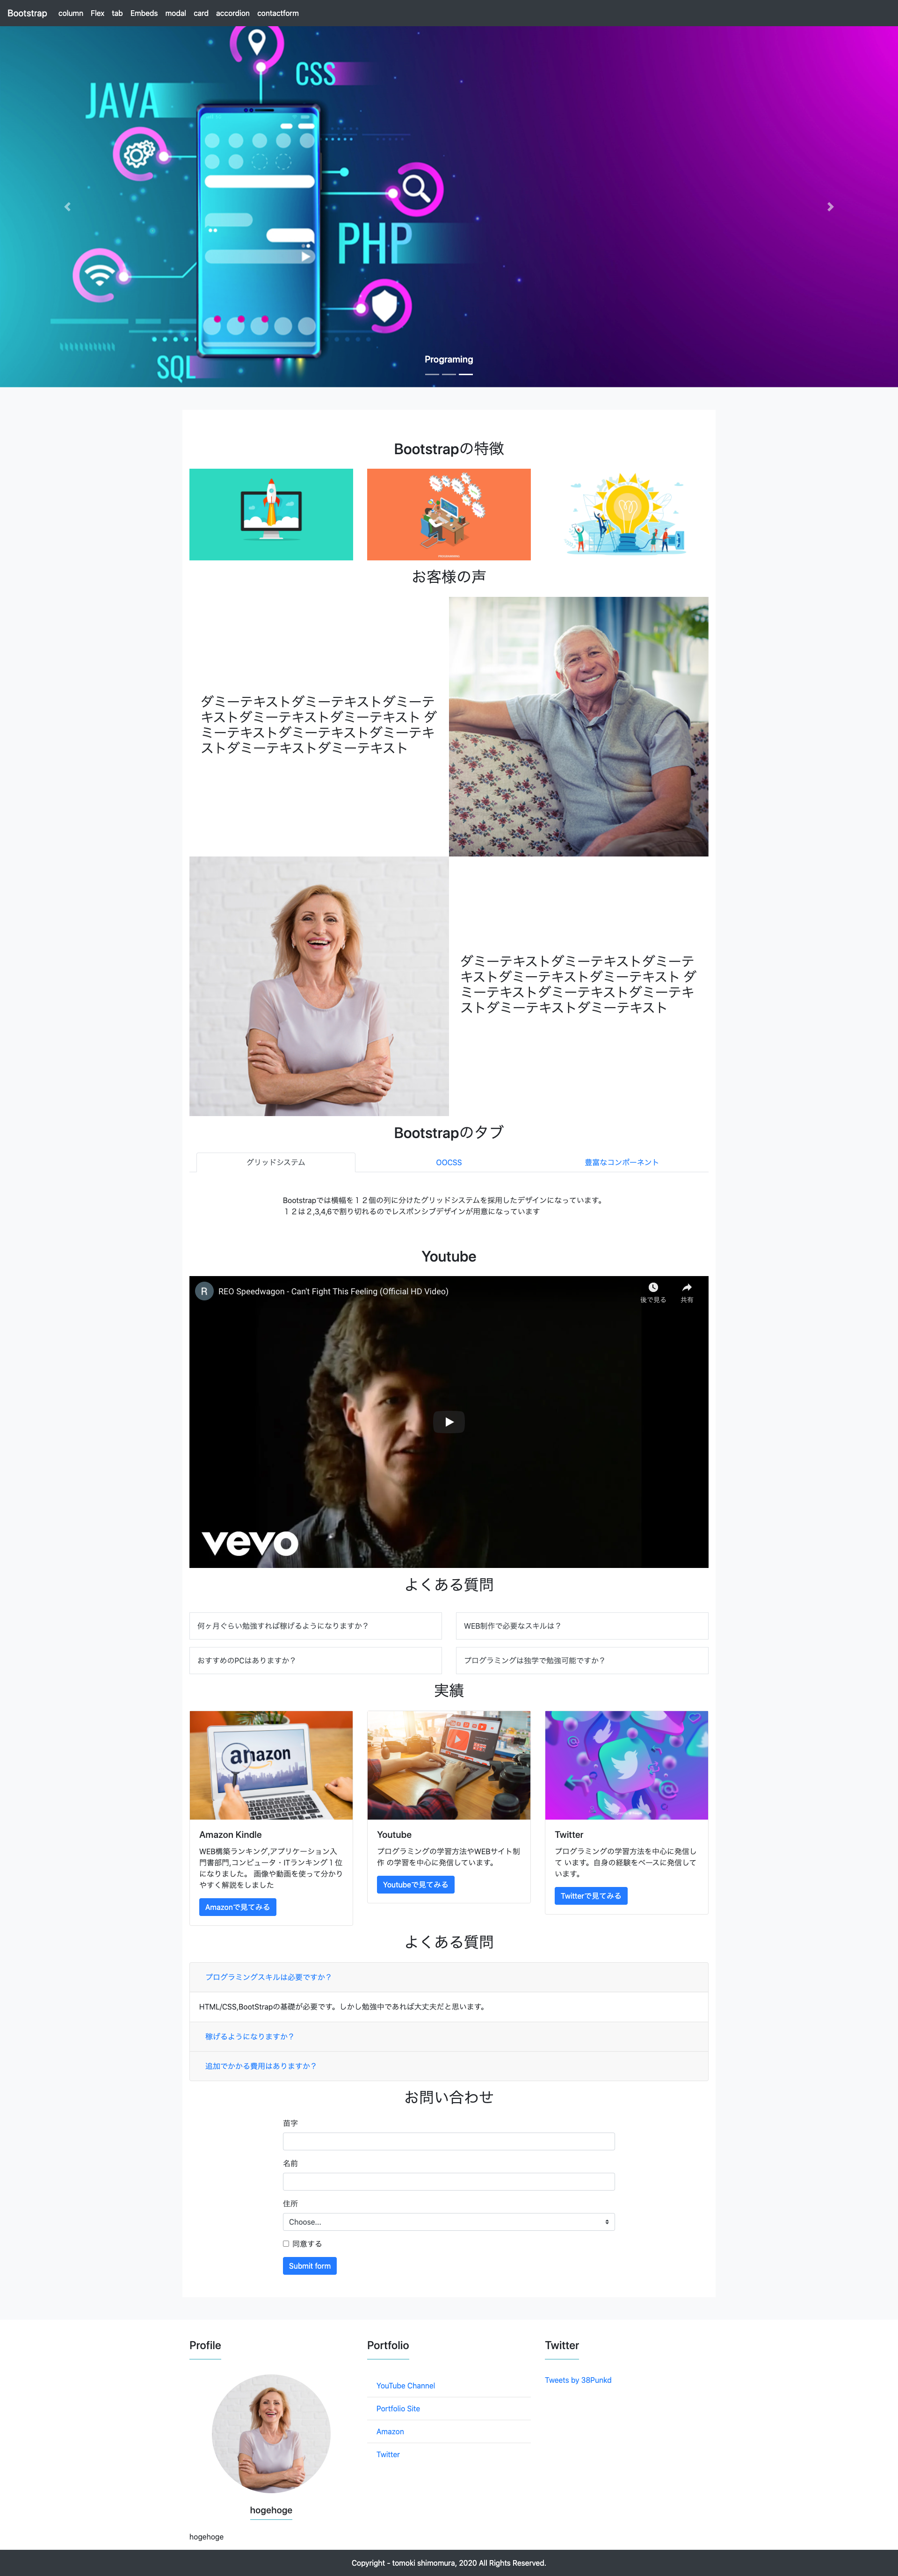 Bootstrap column Flex tab Embeds modal card accordion contactform
CSS
JAVA
PHP
SQL
Programing
Bootstrapの特徴
お客様の声
ダミーテキストダミーテキストダミーテ
キストダミーテキストダミーテキスト ダ
ミーテキストダミーテキストダミーテキ
ストダミーテキストダミーテキスト
ダミーテキストダミーテキストダミーテ
キストダミーテキストダミーテキスト ダ
ミーテキストダミーテキストダミーテキ
ストダミーテキストダミーテキスト
Bootstrapのタブ
グリッドシステム OOCSS 豊富なコンポーネント
Bootstrapでは横幅を１２個の列に分けたグリッドシステムを採用したデザインになっています。
１２は２,3,4,6で割り切れるのでレスポンシブデザインが用意になっています
Youtube
R REO Speedwagon - Can't Fight This Feeling (Official HD Video) 後で見る 共有
vevo
よくある質問
何ヶ月ぐらい勉強すれば稼げるようになりますか？ WEB制作で必要なスキルは？
おすすめのPCはありますか？ プログラミングは独学で勉強可能ですか？
実績
amazon
Amazon Kindle
WEB構築ランキング,アプリケーション入
門書部門,コンピュータ・ITランキング１位
になりました。 画像や動画を使って分かり
やすく解説をしました
Amazonで見てみる
Youtube
プログラミングの学習方法やWEBサイト制
作 の学習を中心に発信しています。
Youtubeで見てみる
Twitter
プログラミングの学習方法を中心に発信し
て います。自身の経験をベースに発信して
います。
Twitterで見てみる
よくある質問
プログラミングスキルは必要ですか？
HTML/CSS,BootStrapの基礎が必要です。しかし勉強中であれば大丈夫だと思います。
稼げるようになりますか？
追加でかかる費用はありますか？
お問い合わせ
苗字
名前
住所
Choose...
同意する
Submit form
Profile
hogehoge
hogehoge
Portfolio
YouTube Channel
Portfolio Site
Amazon
Twitter
Twitter
Tweets by 38Punkd
Copyright - tomoki shimomura, 2020 All Rights Reserved.